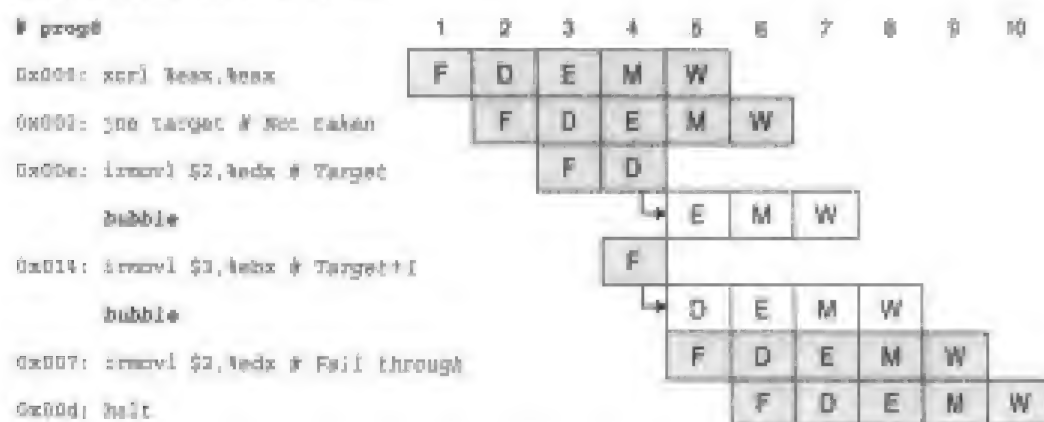 # prog8 1 2 3 4 5 6 7 8 9 10
0x000: xorl %eax,%eax F D E M W
0x002: jne target # Not taken F D E M W
0x00e: irmovl $2,%edx # Target F D
bubble E M W
0x014: irmovl $3,%ebx # Target+1 F
bubble D E M W
0x007: irmovl $2,%edx # Fall through F D E M W
0x00d: halt F D E M W